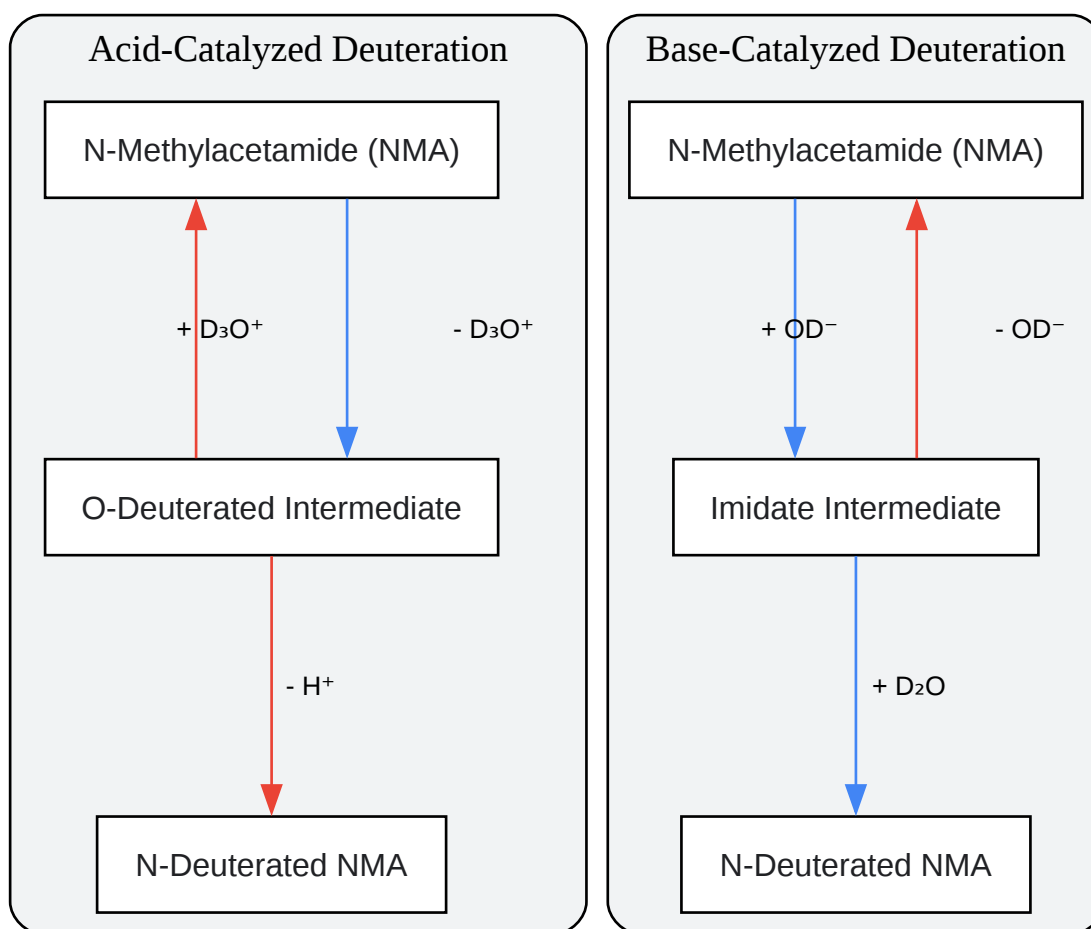 Acid-Catalyzed Deuteration
N-Methylacetamide (NMA)
+ D₃O⁺
- D₃O⁺
O-Deuterated Intermediate
- H⁺
N-Deuterated NMA
Base-Catalyzed Deuteration
N-Methylacetamide (NMA)
+ OD⁻
- OD⁻
Imidate Intermediate
+ D₂O
N-Deuterated NMA